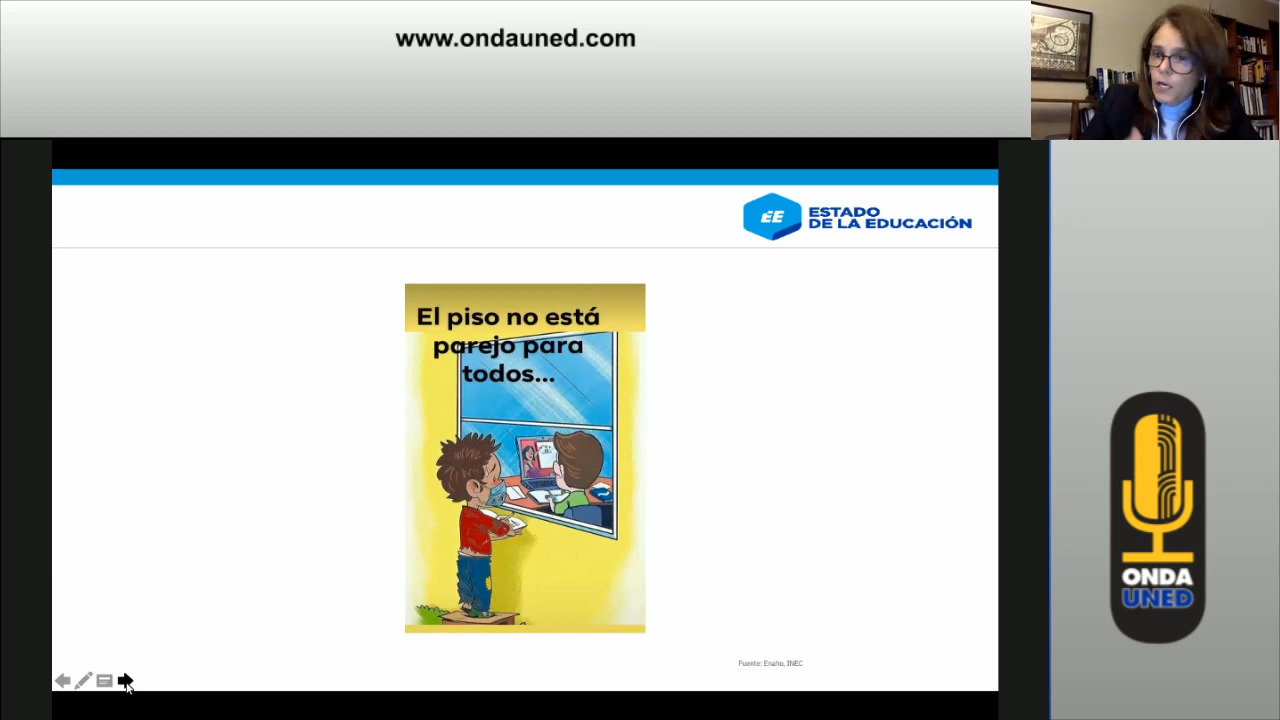 www.ondauned.com
ÉE
ESTADO
DE LA EDUCACIÓN
El piso no está
parejo para
todos...
Fuente: Enaho, INEC
ONDA
UNED